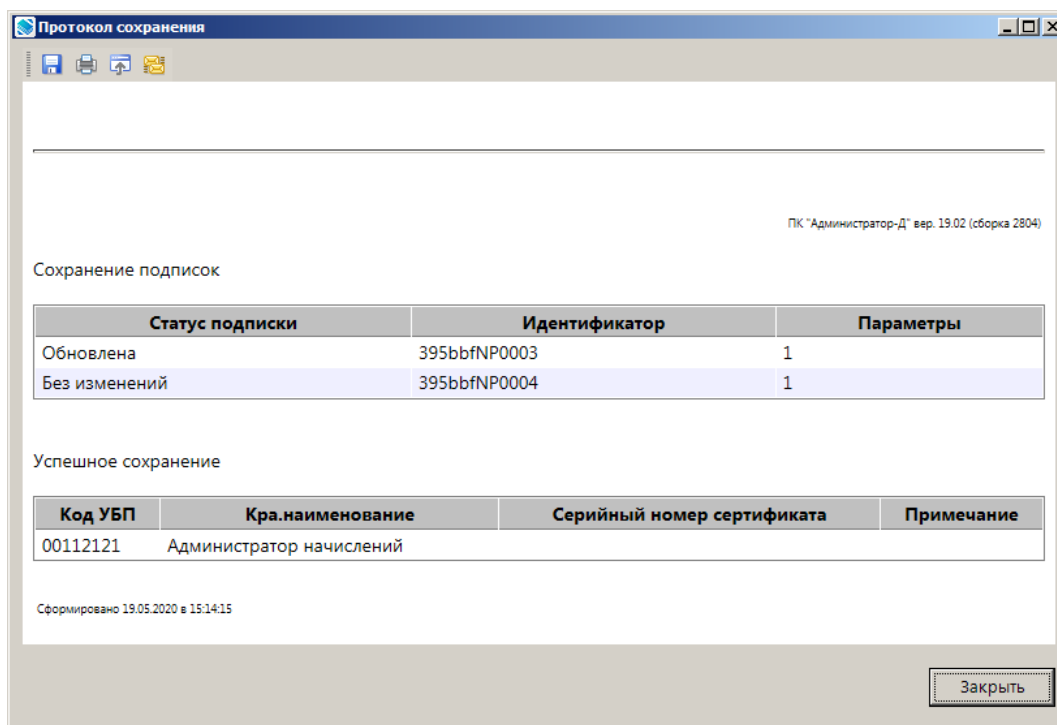 Протокол сохранения
ПК "Администратор-Д" вер. 19.02 (сборка 2804)
Сохранение подписок
Статус подписки Идентификатор Параметры
Обновлена 395bbfNP0003 1
Без изменений 395bbfNP0004 1
Успешное сохранение
Код УБП Кра.наименование Серийный номер сертификата Примечание
00112121 Администратор начислений
Сформировано 19.05.2020 в 15:14:15
Закрыть